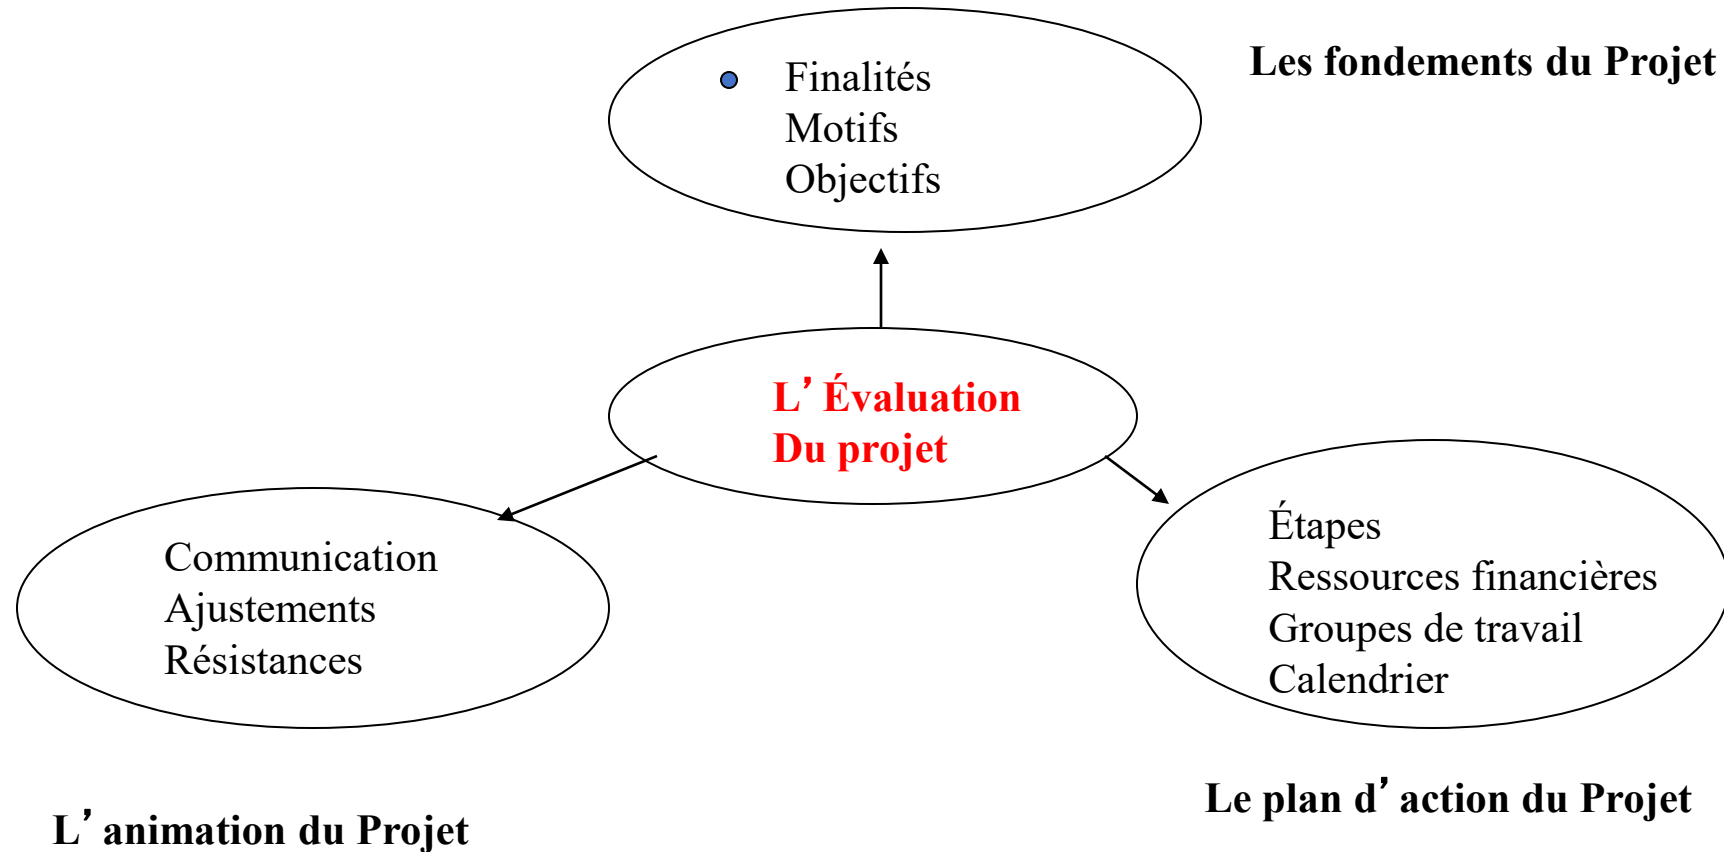 Les fondements du Projet
Finalités
Motifs
Objectifs
L’ Évaluation
Du projet
Communication
Ajustements
Résistances
Étapes
Ressources financières
Groupes de travail
Calendrier
Le plan d’ action du Projet
L’ animation du Projet